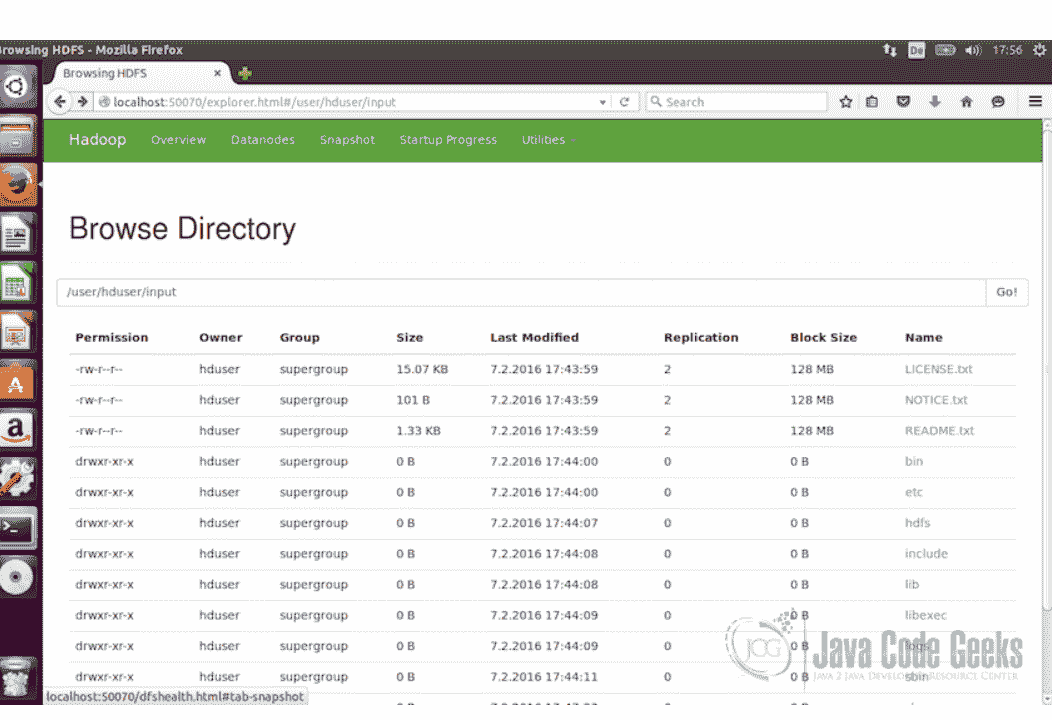 rowsing HDFS - Mozilla Firefox De 17:56
Browsing HDFS ×
localhost:50070/explorer.html#/user/hduser/input Search
Hadoop Overview Datanodes Snapshot Startup Progress Utilities
Browse Directory
/user/hduser/input Go!
Permission Owner Group Size Last Modified Replication Block Size Name
-rw-r--r-- hduser supergroup 15.07 KB 7.2.2016 17:43:59 2 128 MB LICENSE.txt
-rw-r--r-- hduser supergroup 101 B 7.2.2016 17:43:59 2 128 MB NOTICE.txt
-rw-r--r-- hduser supergroup 1.33 KB 7.2.2016 17:43:59 2 128 MB README.txt
drwxr-xr-x hduser supergroup 0 B 7.2.2016 17:44:00 0 0 B bin
drwxr-xr-x hduser supergroup 0 B 7.2.2016 17:44:00 0 0 B etc
drwxr-xr-x hduser supergroup 0 B 7.2.2016 17:44:07 0 0 B hdfs
drwxr-xr-x hduser supergroup 0 B 7.2.2016 17:44:08 0 0 B include
drwxr-xr-x hduser supergroup 0 B 7.2.2016 17:44:08 0 0 B lib
drwxr-xr-x hduser supergroup 0 B 7.2.2016 17:44:09 0 0 B libexec
drwxr-xr-x hduser supergroup 0 B 7.2.2016 17:44:09 0 0 B logs
drwxr-xr-x hduser supergroup 0 B 7.2.2016 17:44:11 0 0 B sbin
JCG Java Code Geeks
JAVA 2 JAVA DEVELOPERS RESOURCE CENTER
localhost:50070/dfshealth.html#tab-snapshot